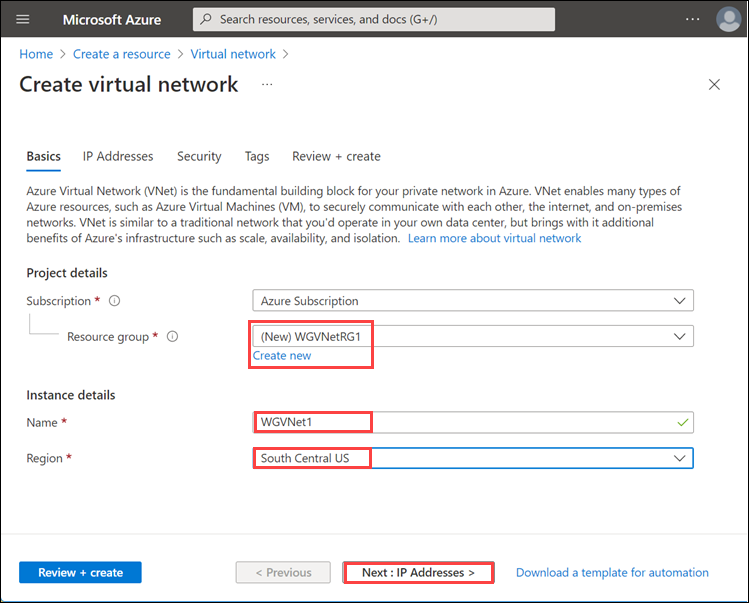 Microsoft Azure
Search resources, services, and docs (G+/)
...
Home > Create a resource > Virtual network >
Create virtual network ...
Basics IP Addresses Security Tags Review + create
Azure Virtual Network (VNet) is the fundamental building block for your private network in Azure. VNet enables many types of
Azure resources, such as Azure Virtual Machines (VM), to securely communicate with each other, the internet, and on-premises
networks. VNet is similar to a traditional network that you'd operate in your own data center, but brings with it additional
benefits of Azure's infrastructure such as scale, availability, and isolation. Learn more about virtual network
Project details
Subscription * Azure Subscription
Resource group * (New) WGVNetRG1
Create new
Instance details
Name * WGVNet1
Region * South Central US
Review + create < Previous Next : IP Addresses > Download a template for automation